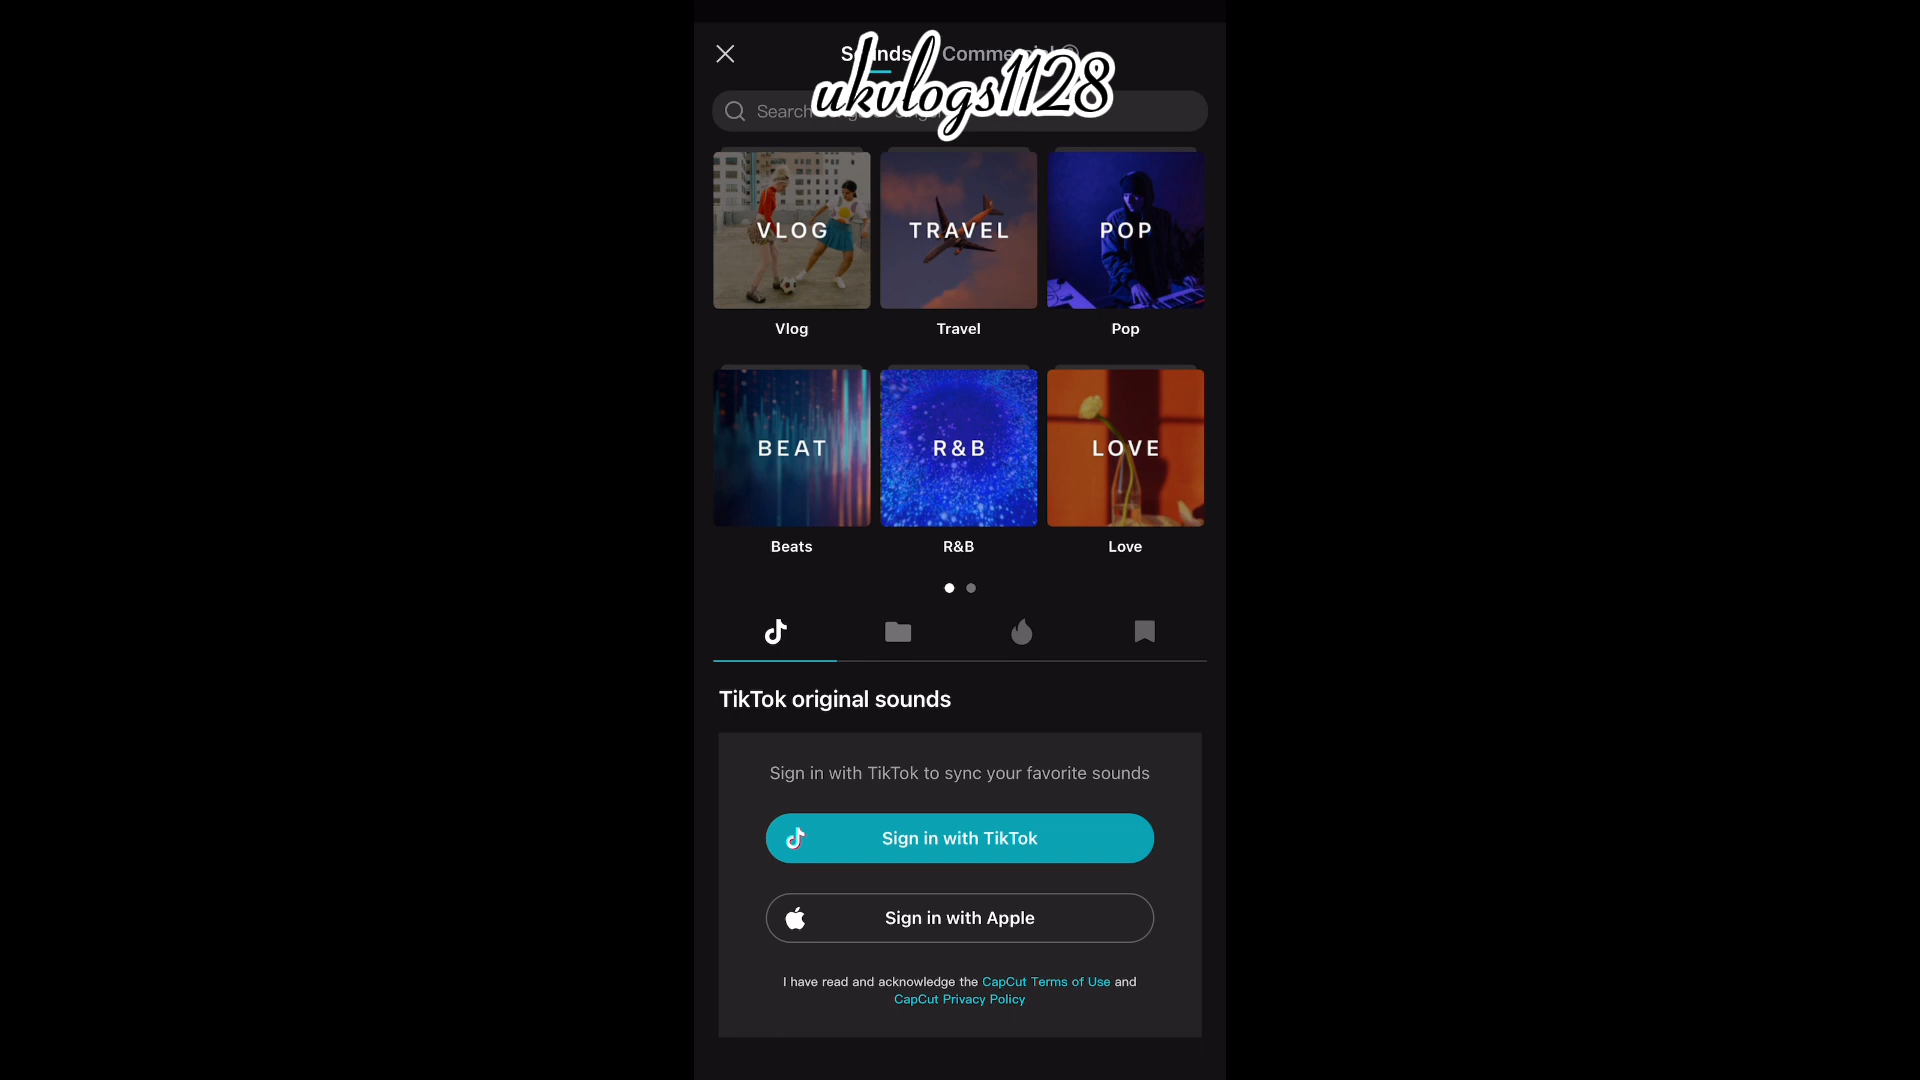 Sounds
ukvlogs1128
Search
VLOG
TRAVEL
POP
Vlog
Travel
Pop
BEAT
R&B
LOVE
Beats
R&B
Love
TikTok original sounds
Sign in with TikTok to sync your favorite sounds
Sign in with TikTok
Sign in with Apple
I have read and acknowledge the CapCut Terms of Use and
CapCut Privacy Policy